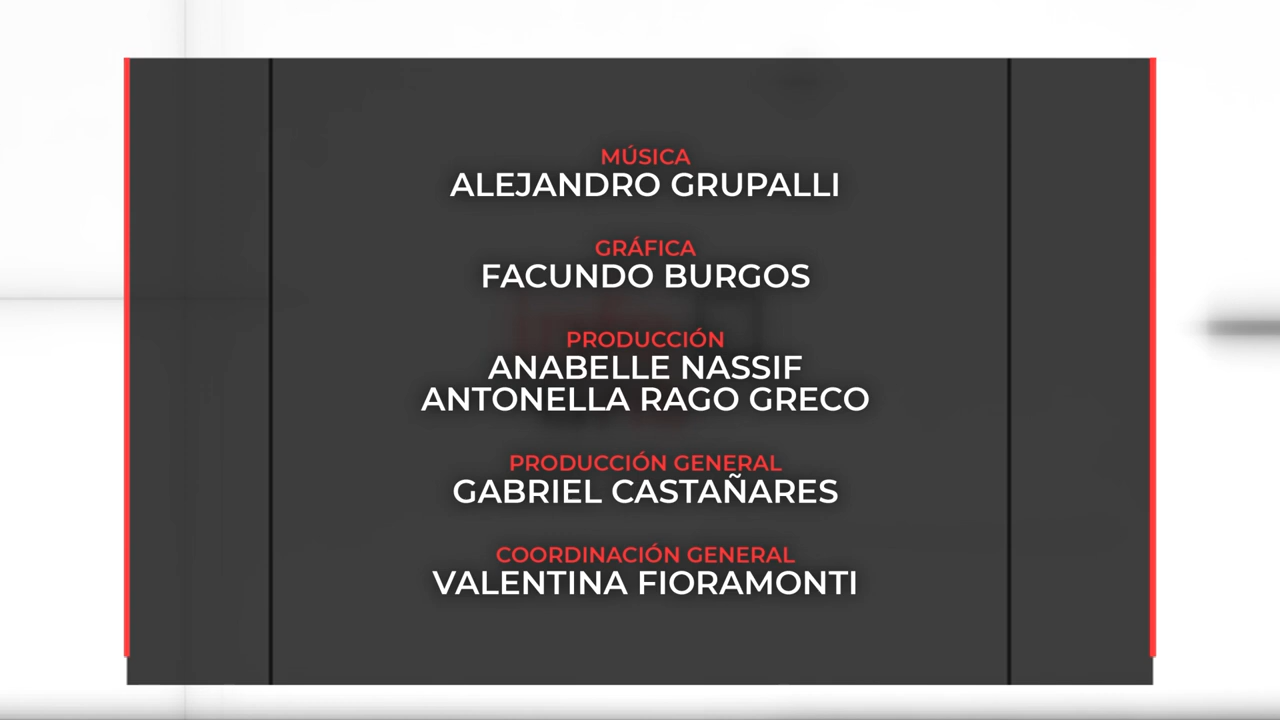 MÚSICA
ALEJANDRO GRUPALLI
GRÁFICA
FACUNDO BURGOS
PRODUCCIÓN
ANABELLE NASSIF
ANTONELLA RAGO GRECO
PRODUCCIÓN GENERAL
GABRIEL CASTAÑARES
COORDINACIÓN GENERAL
VALENTINA FIORAMONTI